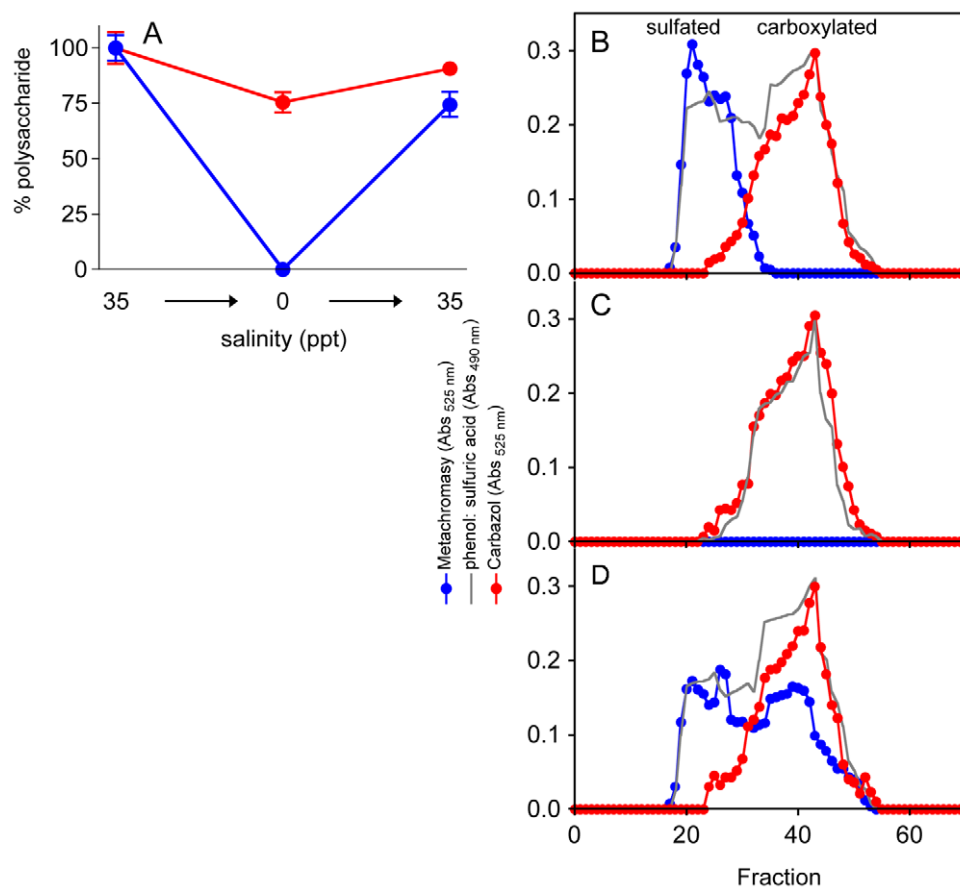 A
100
75
50
25
0
% polysaccharide
35
0
35
salinity (ppt)
Metachromasy (Abs 525 nm)
phenol: sulfuric acid (Abs 490 nm)
Carbazol (Abs 525 nm)
B
sulfated
carboxylated
0.3
0.2
0.1
0.0
C
0.3
0.2
0.1
0.0
D
0.3
0.2
0.1
0.0
0
20
40
60
Fraction